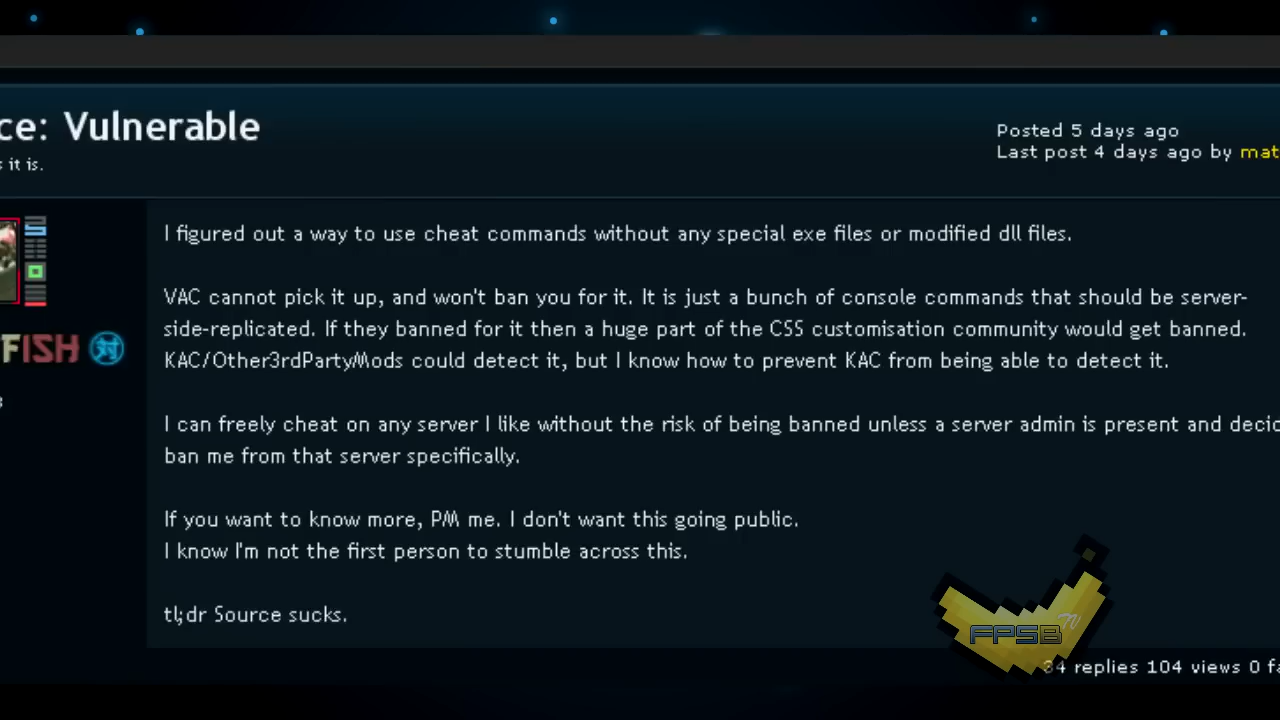 ce: Vulnerable
Posted 5 days ago
Last post 4 days ago by mat
s it is.
I figured out a way to use cheat commands without any special exe files or modified dll files.
VAC cannot pick it up, and won't ban you for it. It is just a bunch of console commands that should be server-
side-replicated. If they banned for it then a huge part of the CSS customisation community would get banned.
KAC/Other3rdPartyMods could detect it, but I know how to prevent KAC from being able to detect it.
FISH 対
I can freely cheat on any server I like without the risk of being banned unless a server admin is present and decid
ban me from that server specifically.
If you want to know more, PM me. I don't want this going public.
I know I'm not the first person to stumble across this.
tl;dr Source sucks.
FPSB TV
34 replies 104 views 0 fa